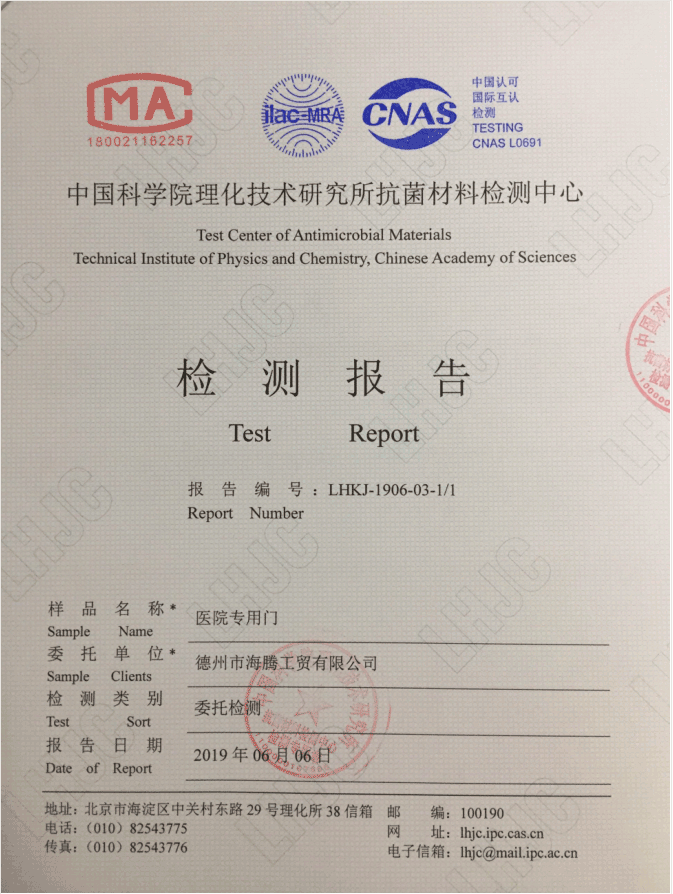 MA
180021182257
ilac-MRA
CNAS
中国认可
国际互认
检测
TESTING
CNAS L0691
中国科学院理化技术研究所抗菌材料检测中心
Test Center of Antimicrobial Materials
Technical Institute of Physics and Chemistry, Chinese Academy of Sciences
检 测 报 告
Test Report
报 告 编 号：LHKJ-1906-03-1/1
Report Number
样 品 名 称* 医院专用门
Sample Name
委 托 单 位* 德州市海腾工贸有限公司
Sample Clients
检 测 类 别 委托检测
Test Sort
报 告 日 期 2019 年 06 月 06 日
Date of Report
地址：北京市海淀区中关村东路 29 号理化所 38 信箱 邮 编：100190
电话：（010）82543775 网 址：lhjc.ipc.cas.cn
传真：（010）82543776 电子信箱：lhjc@mail.ipc.ac.cn
LHJC